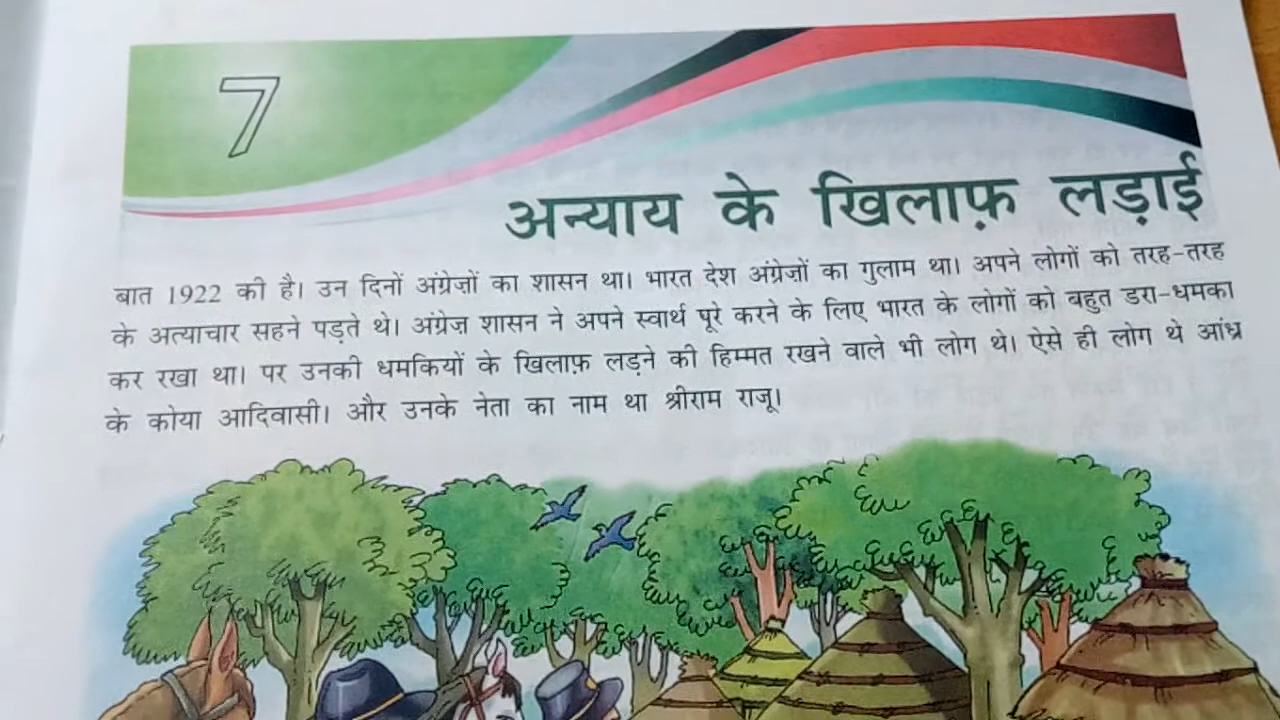 7
अन्याय के खिलाफ़ लड़ाई
बात 1922 की है। उन दिनों अंग्रेज़ों का शासन था। भारत देश अंग्रेज़ों का गुलाम था। अपने लोगों को तरह-तरह
के अत्याचार सहने पड़ते थे। अंग्रेज़ शासन ने अपने स्वार्थ पूरे करने के लिए भारत के लोगों को बहुत डरा-धमका
कर रखा था। पर उनकी धमकियों के खिलाफ़ लड़ने की हिम्मत रखने वाले भी लोग थे। ऐसे ही लोग थे आंध्र
के कोया आदिवासी। और उनके नेता का नाम था श्रीराम राजू।